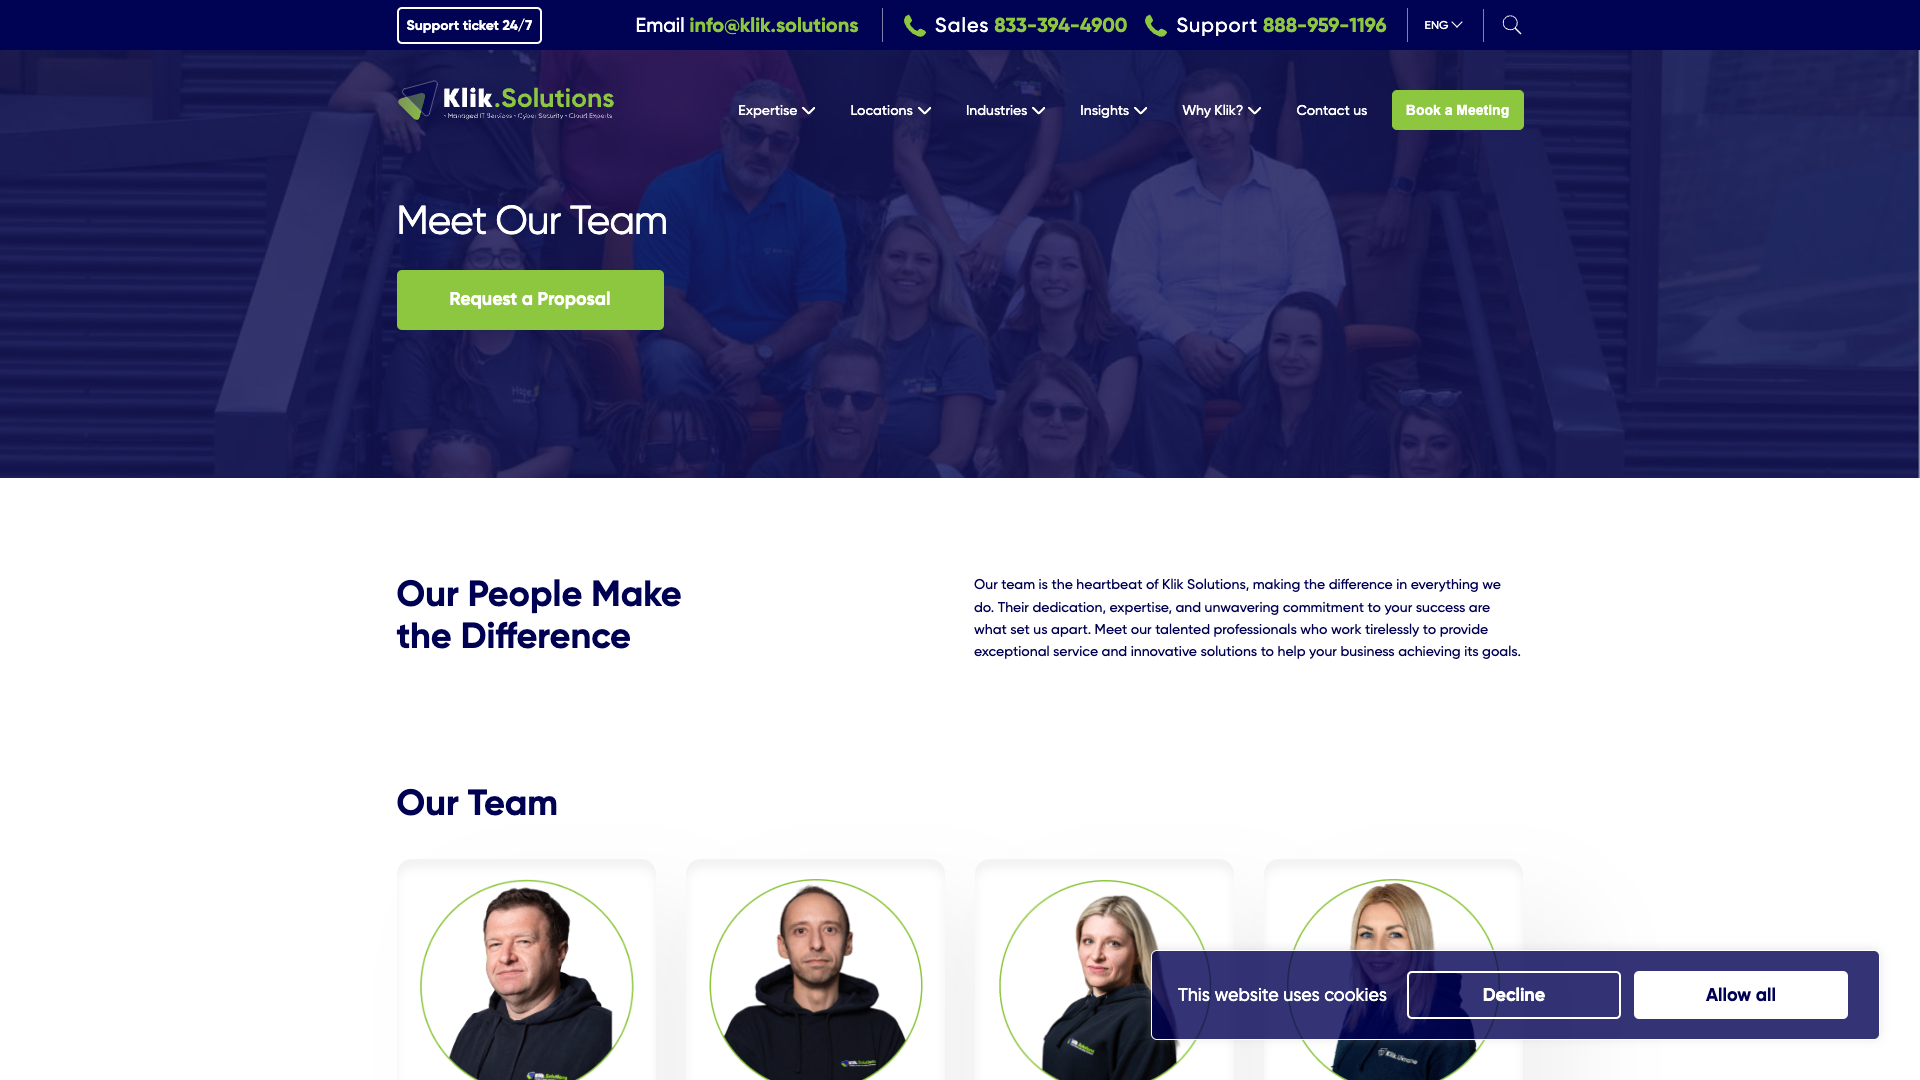 Support ticket 24/7
Email info@klik.solutions
Sales 833-394-4900
Support 888-959-1196
ENG
Klik.Solutions
• Managed IT Services • Cyber Security • Cloud Experts
Expertise
Locations
Industries
Insights
Why Klik?
Contact us
Book a Meeting
Meet Our Team
Request a Proposal
Our People Make
the Difference
Our team is the heartbeat of Klik Solutions, making the difference in everything we
do. Their dedication, expertise, and unwavering commitment to your success are
what set us apart. Meet our talented professionals who work tirelessly to provide
exceptional service and innovative solutions to help your business achieving its goals.
Our Team
This website uses cookies
Decline
Allow all